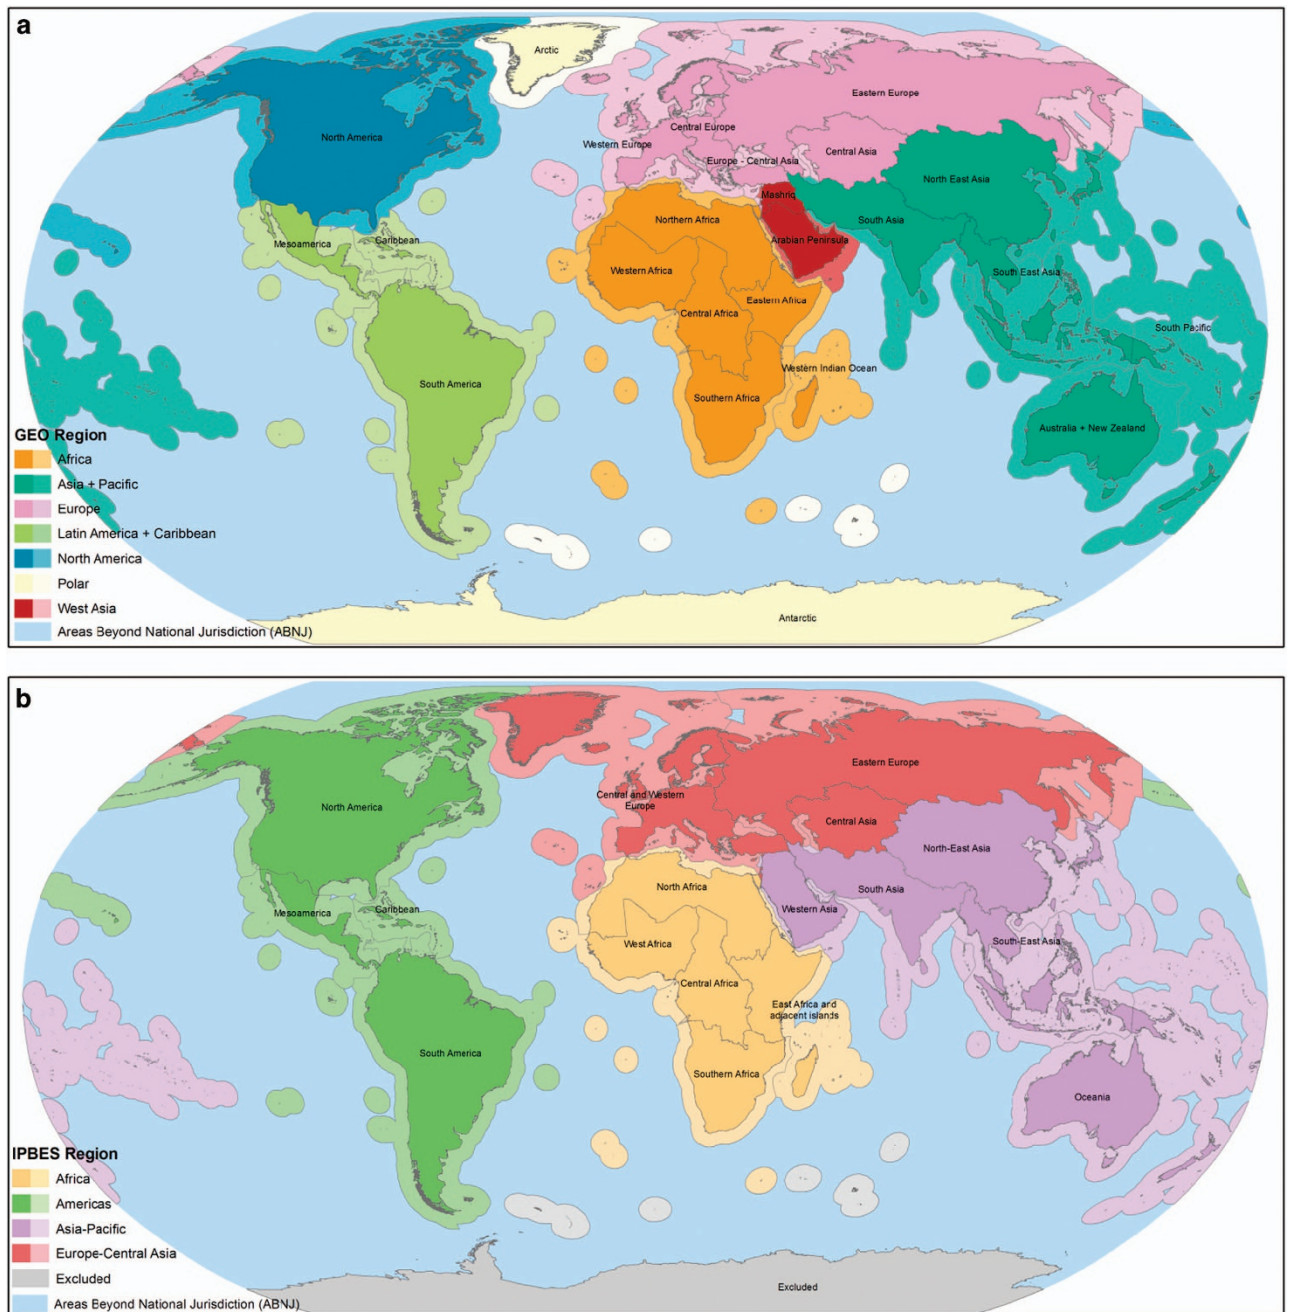 a
Arctic
Eastern Europe
North America
Central Europe
Western Europe
Central Asia
Europe - Central Asia
North East Asia
Mashriq
Northern Africa
South Asia
Mesoamerica
Caribbean
Arabian Peninsula
Western Africa
South East Asia
Eastern Africa
Central Africa
South Pacific
Western Indian Ocean
South America
Southern Africa
Australia + New Zealand
GEO Region
Africa
Asia + Pacific
Europe
Latin America + Caribbean
North America
Polar
West Asia
Areas Beyond National Jurisdiction (ABNJ)
Antarctic
b
Eastern Europe
Central and Western
Europe
North America
Central Asia
North-East Asia
North Africa
South Asia
Mesoamerica
Caribbean
Western Asia
West Africa
South-East Asia
Central Africa
East Africa and
adjacent islands
South America
Southern Africa
Oceania
IPBES Region
Africa
Americas
Asia-Pacific
Europe-Central Asia
Excluded
Areas Beyond National Jurisdiction (ABNJ)
Excluded